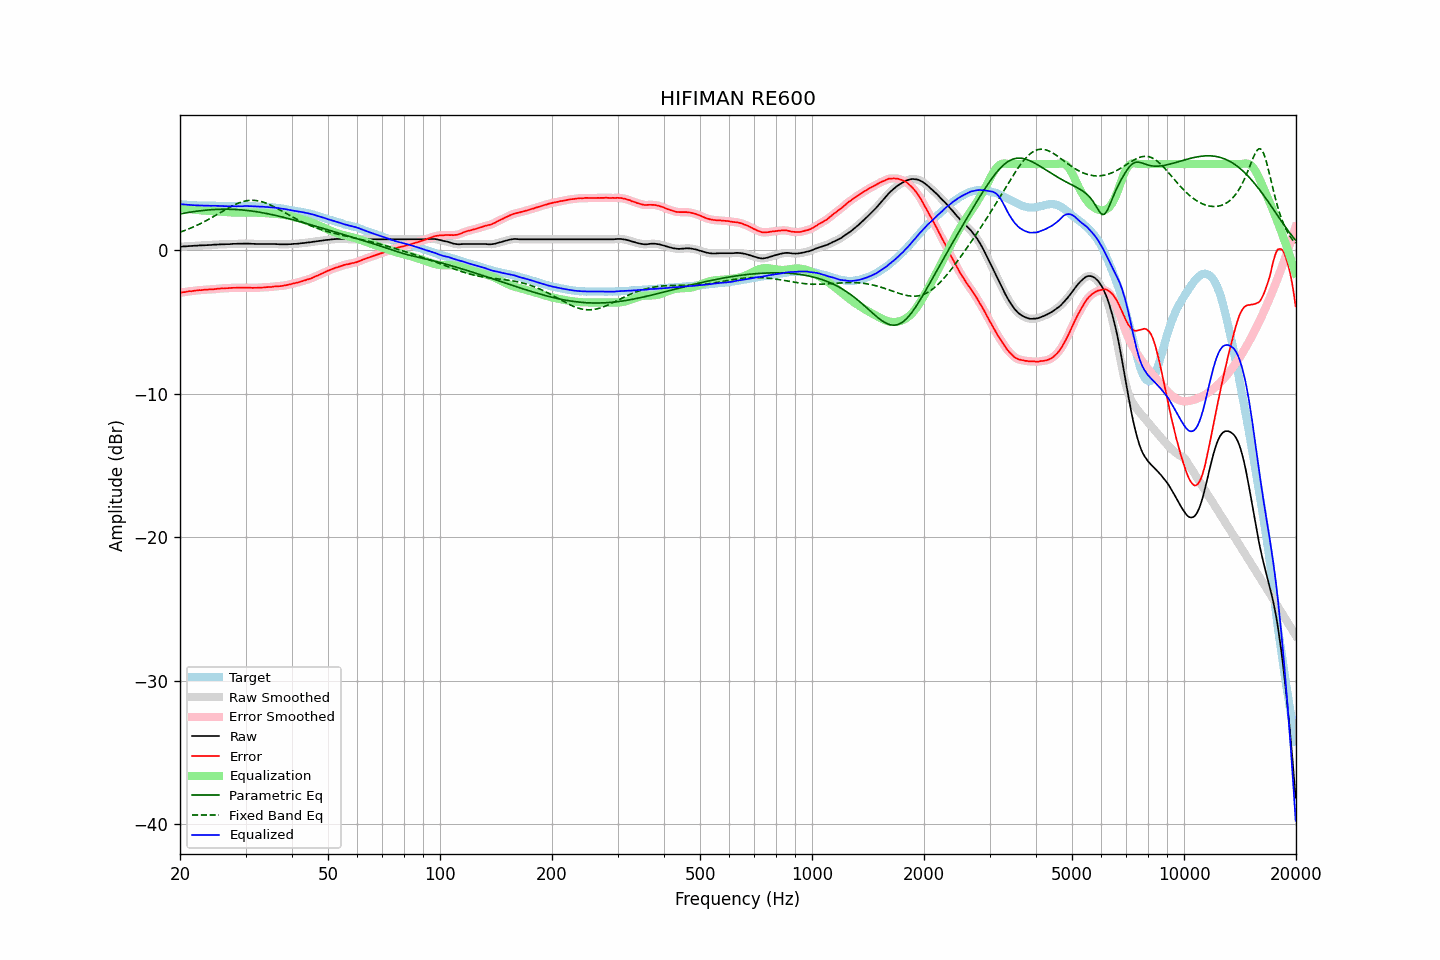 HIFIMAN RE600
Amplitude (dBr)
0
−10
−20
−30
−40
Target
Raw Smoothed
Error Smoothed
Raw
Error
Equalization
Parametric Eq
Fixed Band Eq
Equalized
20 50 100 200 500 1000 2000 5000 10000 20000
Frequency (Hz)